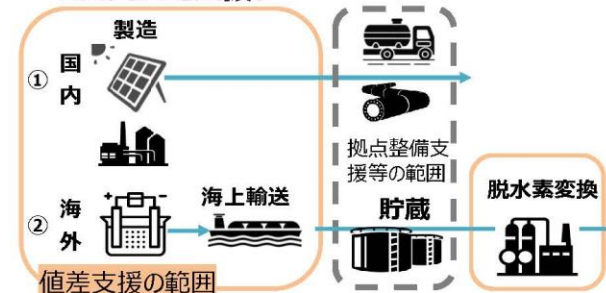 製造
① 国内
② 海外
海上輸送
値差支援の範囲
拠点整備支
援等の範囲
貯蔵
脱水素変換